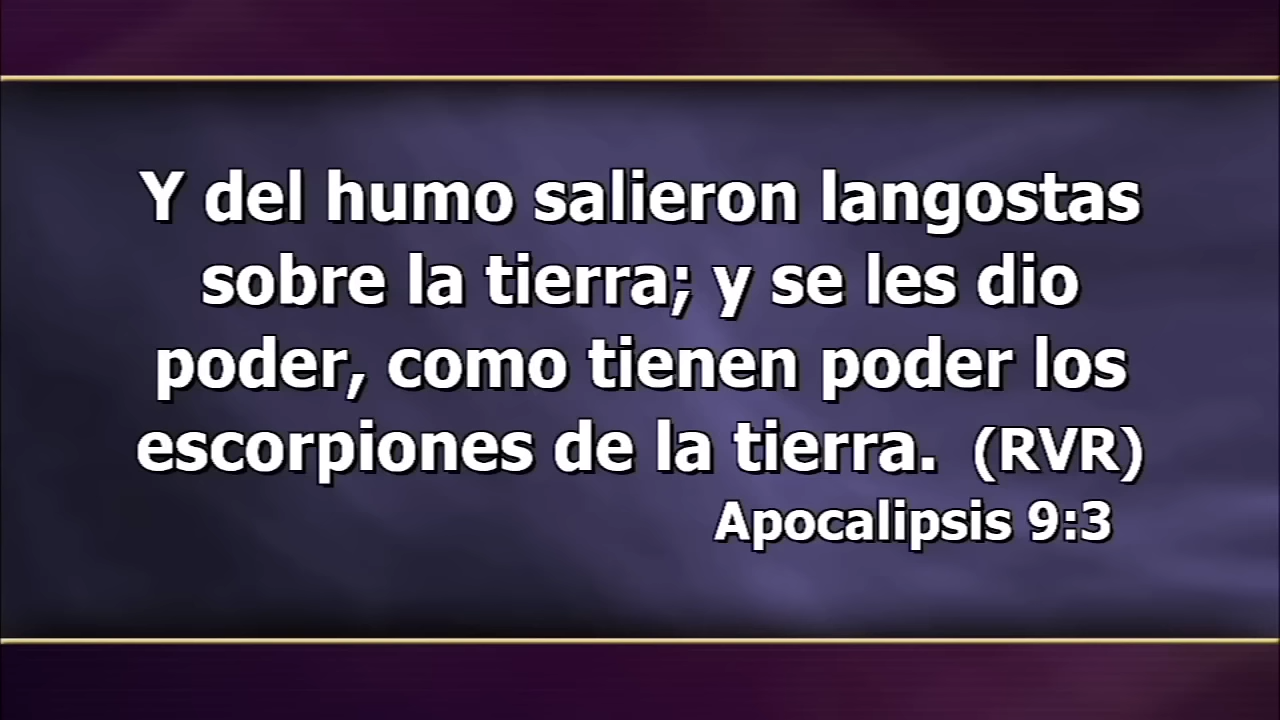 Y del humo salieron langostas
sobre la tierra; y se les dio
poder, como tienen poder los
escorpiones de la tierra. (RVR)
Apocalipsis 9:3